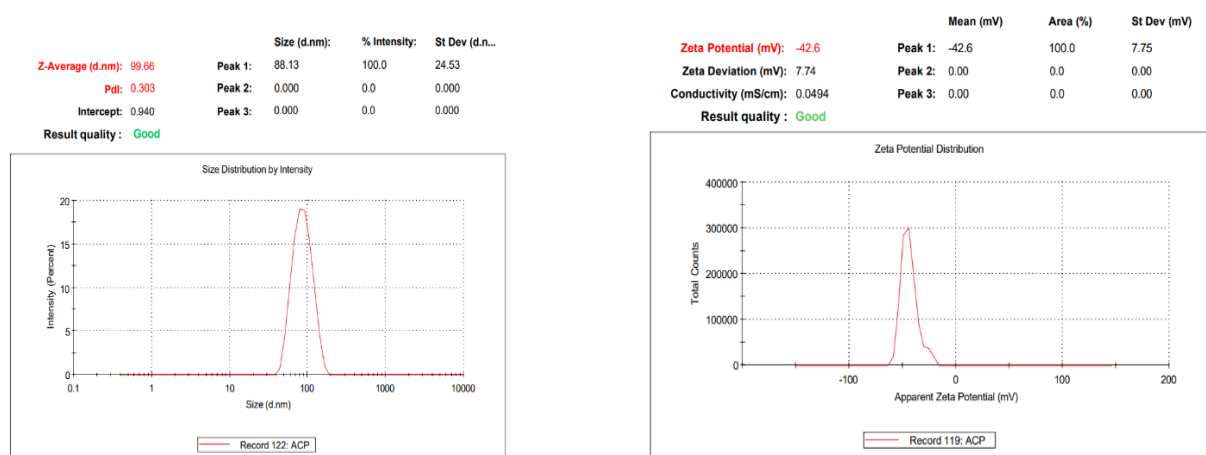 Size (d.nm): % Intensity: St Dev (d.n...
Z-Average (d.nm): 99.66 Peak 1: 88.13 100.0 24.53
PdI: 0.303 Peak 2: 0.000 0.0 0.000
Intercept: 0.940 Peak 3: 0.000 0.0 0.000
Result quality : Good
Size Distribution by Intensity
Intensity (Percent)
20
15
10
5
0
0.1 1 10 100 1000 10000
Size (d.nm)
Record 122: ACP
Mean (mV) Area (%) St Dev (mV)
Zeta Potential (mV): -42.6 Peak 1: -42.6 100.0 7.75
Zeta Deviation (mV): 7.74 Peak 2: 0.00 0.0 0.00
Conductivity (mS/cm): 0.0494 Peak 3: 0.00 0.0 0.00
Result quality : Good
Zeta Potential Distribution
Total Counts
400000
300000
200000
100000
0
-100 0 100 200
Apparent Zeta Potential (mV)
Record 119: ACP